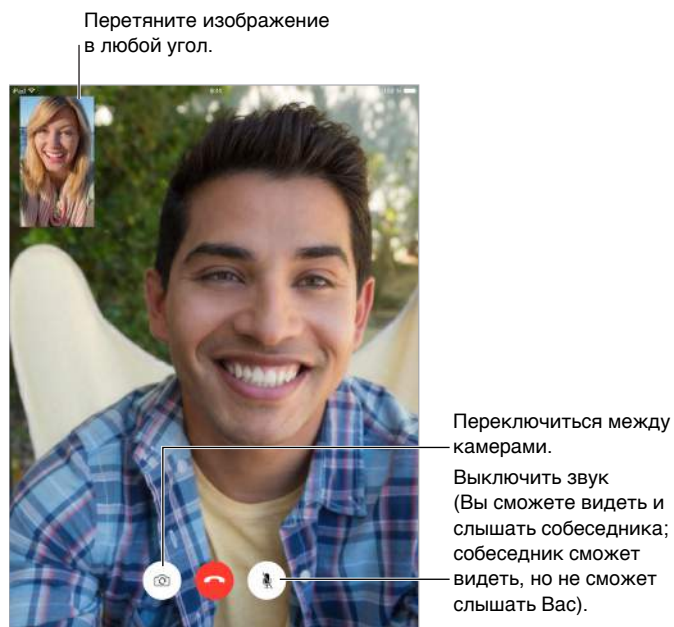 Перетяните изображение
в любой угол.
iPad
Переключиться между
камерами.
Выключить звук
(Вы сможете видеть и
слышать собеседника;
собеседник сможет
видеть, но не сможет
слышать Вас).